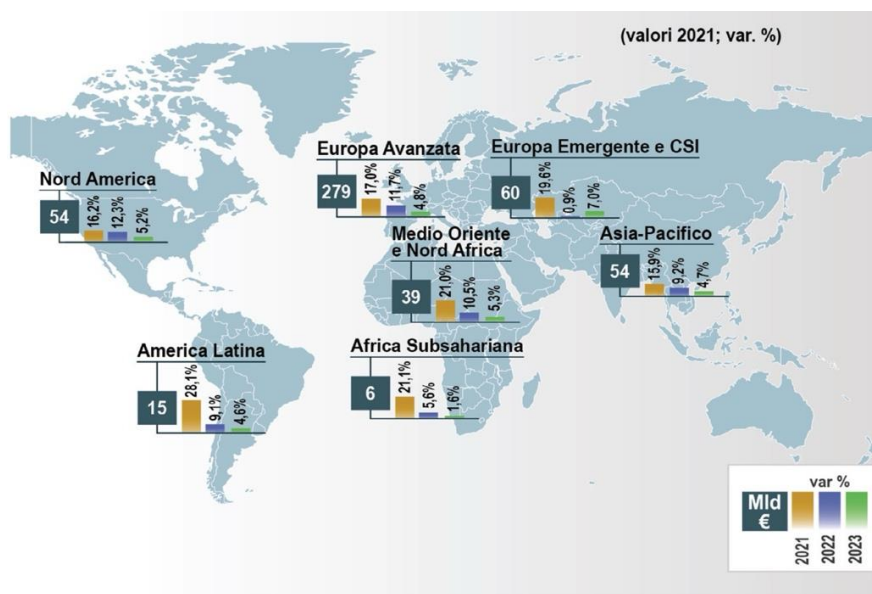 (valori 2021; var. %)
Nord America
54
16,2%
12,3%
5,2%
Europa Avanzata
279
17,0%
11,7%
4,8%
Europa Emergente e CSI
60
19,6%
0,9%
7,0%
Medio Oriente
e Nord Africa
39
21,0%
10,5%
5,3%
Asia-Pacifico
54
15,9%
9,2%
4,7%
America Latina
15
28,1%
9,1%
4,6%
Africa Subsahariana
6
21,1%
5,6%
1,6%
var %
Mld
€
2021
2022
2023